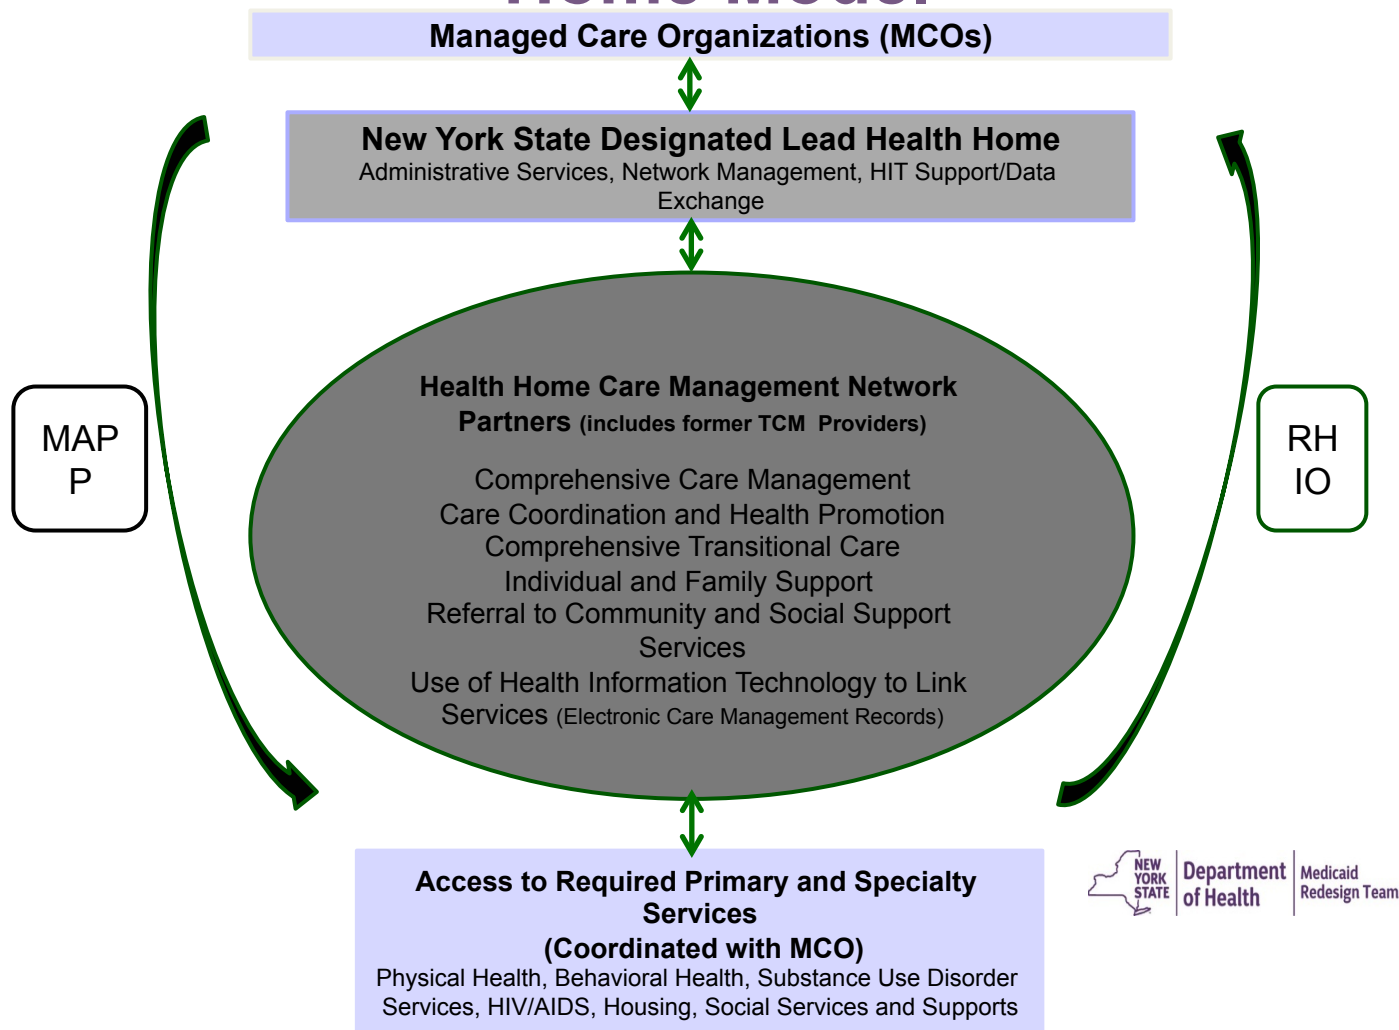 Home Model
Managed Care Organizations (MCOs)
New York State Designated Lead Health Home
Administrative Services, Network Management, HIT Support/Data
Exchange
Health Home Care Management Network
Partners (includes former TCM Providers)
Comprehensive Care Management
Care Coordination and Health Promotion
Comprehensive Transitional Care
Individual and Family Support
Referral to Community and Social Support
Services
Use of Health Information Technology to Link
Services (Electronic Care Management Records)
MAP
P
RH
IO
Access to Required Primary and Specialty
Services
(Coordinated with MCO)
Physical Health, Behavioral Health, Substance Use Disorder
Services, HIV/AIDS, Housing, Social Services and Supports
NEW
YORK
STATE
Department
of Health
Medicaid
Redesign Team